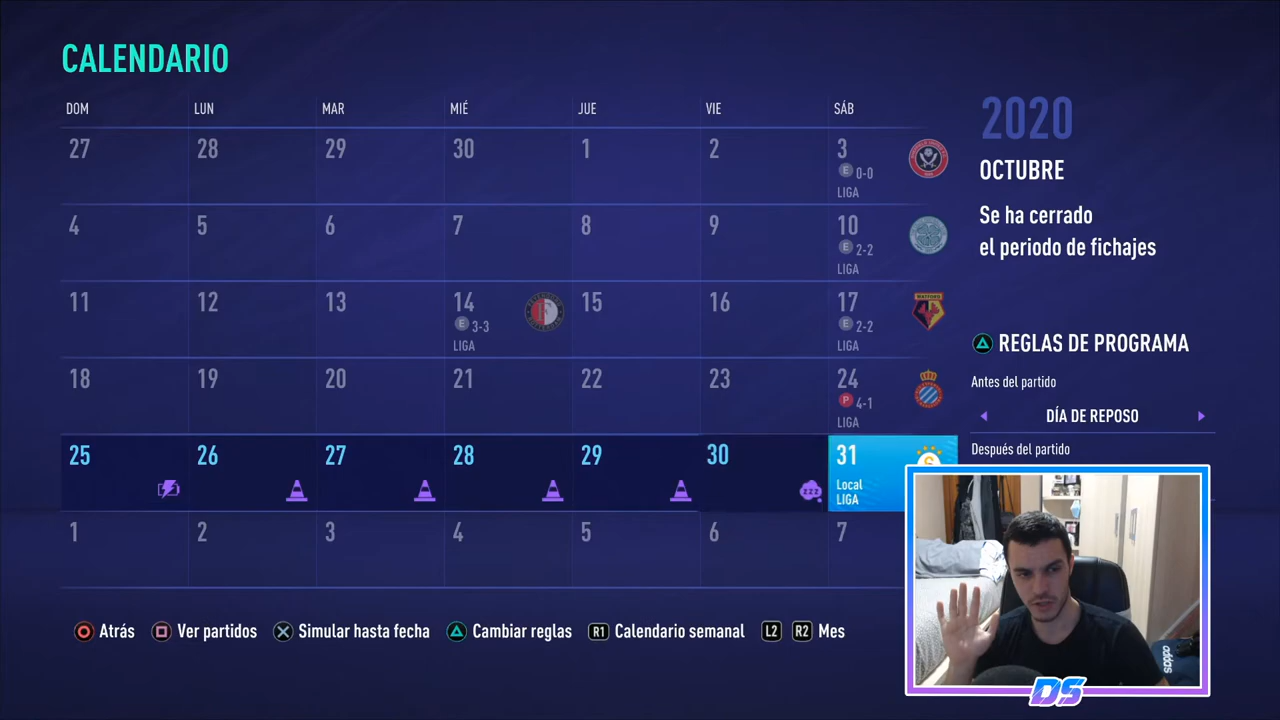 CALENDARIO
DOM LUN MAR MIÉ JUE VIE SÁB
27 28 29 30 1 2 3
E 0-0
LIGA
4 5 6 7 8 9 10
E 2-2
LIGA
11 12 13 14 15 16 17
E 3-3 E 2-2
LIGA LIGA
18 19 20 21 22 23 24
P 4-1
LIGA
25 26 27 28 29 30 31
zzz Local
LIGA
1 2 3 4 5 6 7
2020
OCTUBRE
Se ha cerrado
el periodo de fichajes
REGLAS DE PROGRAMA
Antes del partido
DÍA DE REPOSO
Después del partido
Atrás Ver partidos Simular hasta fecha Cambiar reglas R1 Calendario semanal L2 R2 Mes
adidas
DS